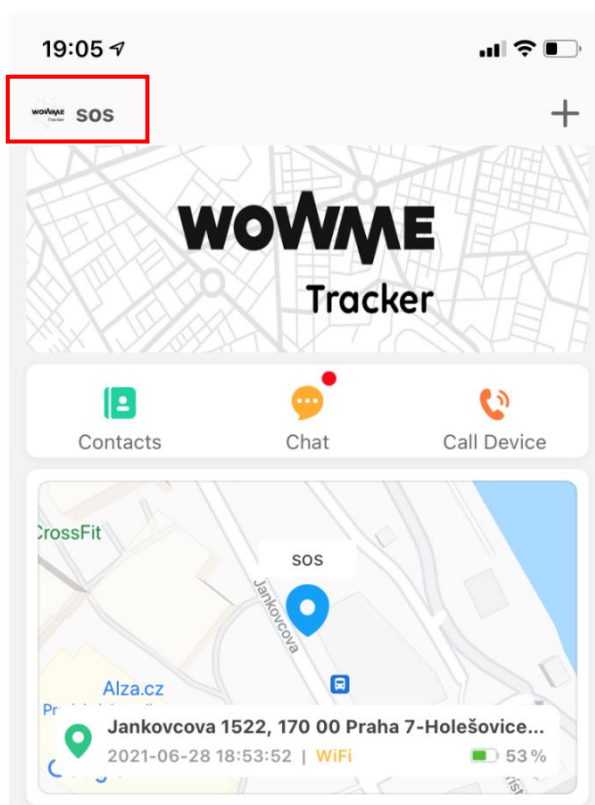 19:05
WOWME
Tracker
SOS
WOWME
Tracker
Contacts
Chat
Call Device
CrossFit
SOS
Jankovcova
Alza.cz
Jankovcova 1522, 170 00 Praha 7-Holešovice...
2021-06-28 18:53:52 | WiFi
53 %